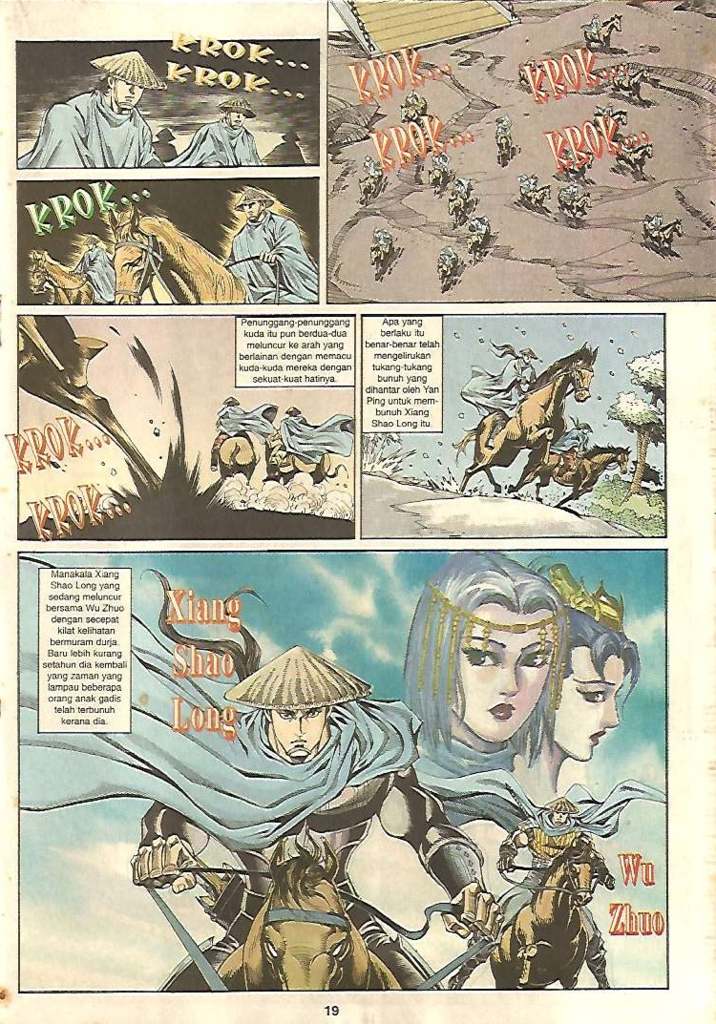 KROK...
KROK...
KROK...
KROK...
KROK...
KROK...
KROK...
Penunggang-penunggang
kuda itu pun berdua-dua
meluncur ke arah yang
berlainan dengan memacu
kuda-kuda mereka dengan
sekuat-kuat hatinya.
KROK...
KROK...
Apa yang
berlaku itu
benar-benar telah
mengelirukan
tukang-tukang
bunuh yang
dihantar oleh Yan
Ping untuk mem-
bunuh Xiang
Shao Long itu.
Manakala Xiang
Shao Long yang
sedang meluncur
bersama Wu Zhuo
dengan secepat
kilat kelihatan
bermuram durja.
Baru lebih kurang
setahun dia kembali
yang zaman yang
lampau beberapa
orang anak gadis
telah terbunuh
kerana dia.
Xiang
Shao
Long
Wu
Zhuo
19